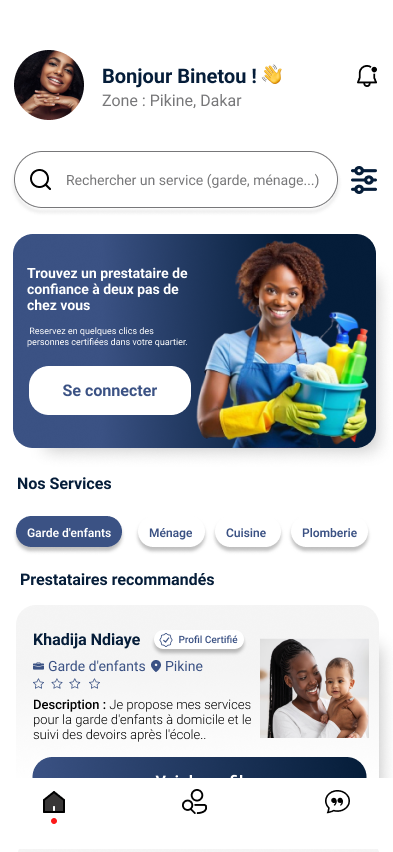 Bonjour Binetou ! 👋
Zone : Pikine, Dakar
Rechercher un service (garde, ménage...)
Trouvez un prestataire de
confiance à deux pas de
chez vous
Reservez en quelques clics des
personnes certifiées dans votre quartier.
Se connecter
Nos Services
Garde d'enfants Ménage Cuisine Plomberie
Prestataires recommandés
Khadija Ndiaye Profil Certifié
Garde d'enfants Pikine
Description : Je propose mes services
pour la garde d'enfants à domicile et le
suivi des devoirs après l'école..